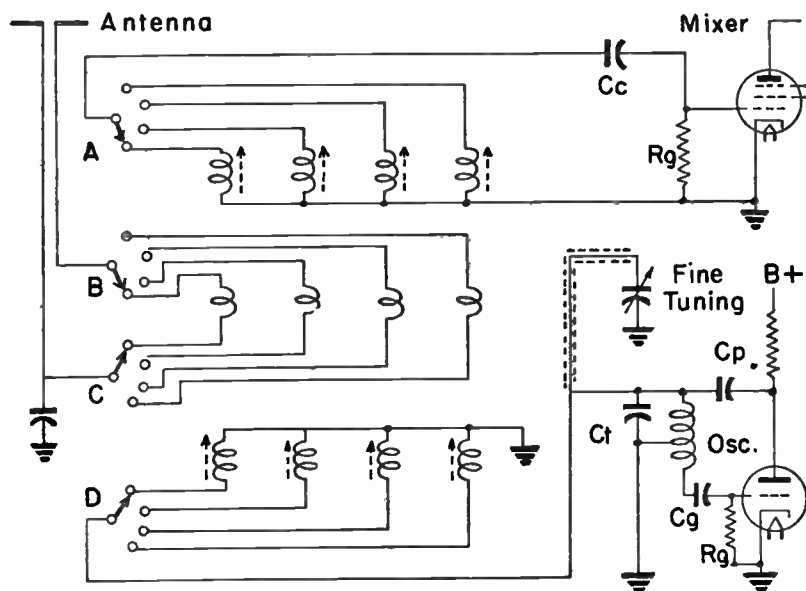 Antenna
Mixer
Cc
A
Rg
B
Fine
Tuning
B+
C
Cp
Ct
Osc.
D
Cg
Rg